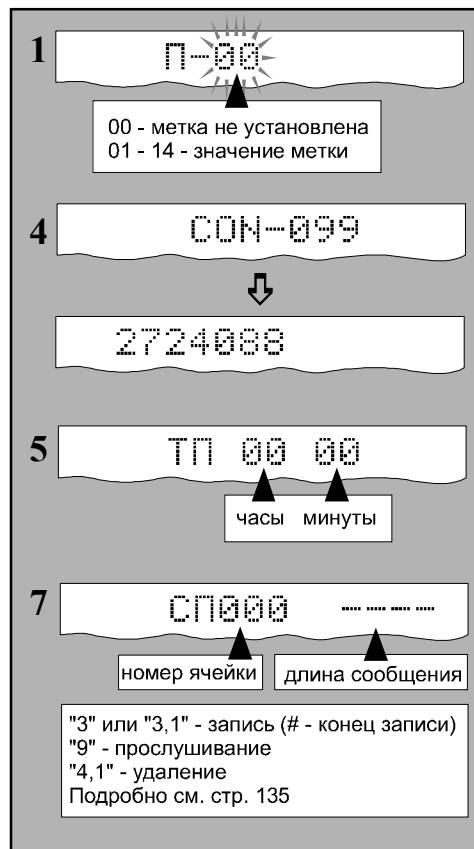 1
П-00
00 - метка не установлена
01 - 14 - значение метки
4
CON-099
2724088
5
ТП 00 00
часы минуты
7
СП000 ----
номер ячейки длина сообщения
"3" или "3,1" - запись (# - конец записи)
"9" - прослушивание
"4,1" - удаление
Подробно см. стр. 135